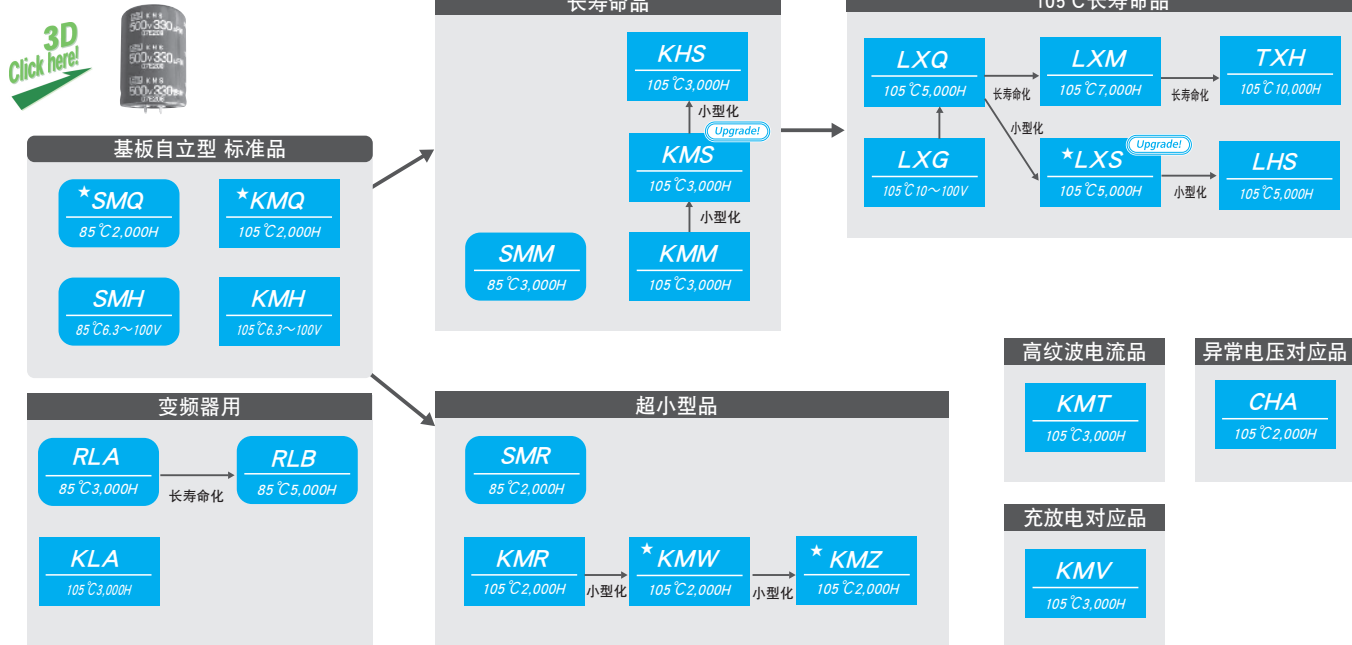 长寿命品
105℃长寿命品
3D
Click here!
500v330µF
KHS
500v330µF
KHS
500v330
基板自立型 标准品
★SMQ
85℃2,000H
★KMQ
105℃2,000H
SMH
85℃6.3～100V
KMH
105℃6.3～100V
KHS
105℃3,000H
小型化
Upgrade!
KMS
105℃3,000H
小型化
SMM
85℃3,000H
KMM
105℃3,000H
LXQ
105℃5,000H
长寿命化
LXM
105℃7,000H
长寿命化
TXH
105℃10,000H
小型化
Upgrade!
LXG
105℃10～100V
★LXS
105℃5,000H
小型化
LHS
105℃5,000H
变频器用
RLA
85℃3,000H
长寿命化
RLB
85℃5,000H
KLA
105℃3,000H
超小型品
SMR
85℃2,000H
KMR
105℃2,000H
小型化
★KMW
105℃2,000H
小型化
★KMZ
105℃2,000H
高纹波电流品
KMT
105℃3,000H
异常电压对应品
CHA
105℃2,000H
充放电对应品
KMV
105℃3,000H